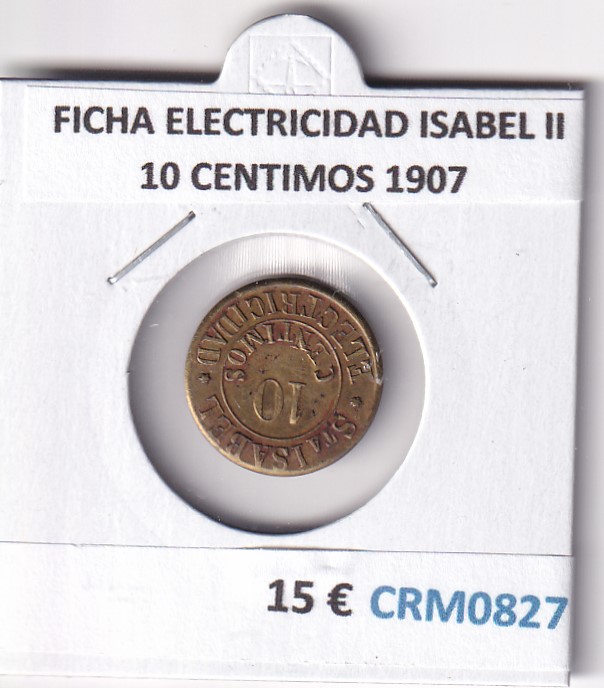 FICHA ELECTRICIDAD ISABEL II
10 CENTIMOS 1907
ELECTRICIDAD
CENTIMOS
10
STA ISABEL
15 € CRM0827